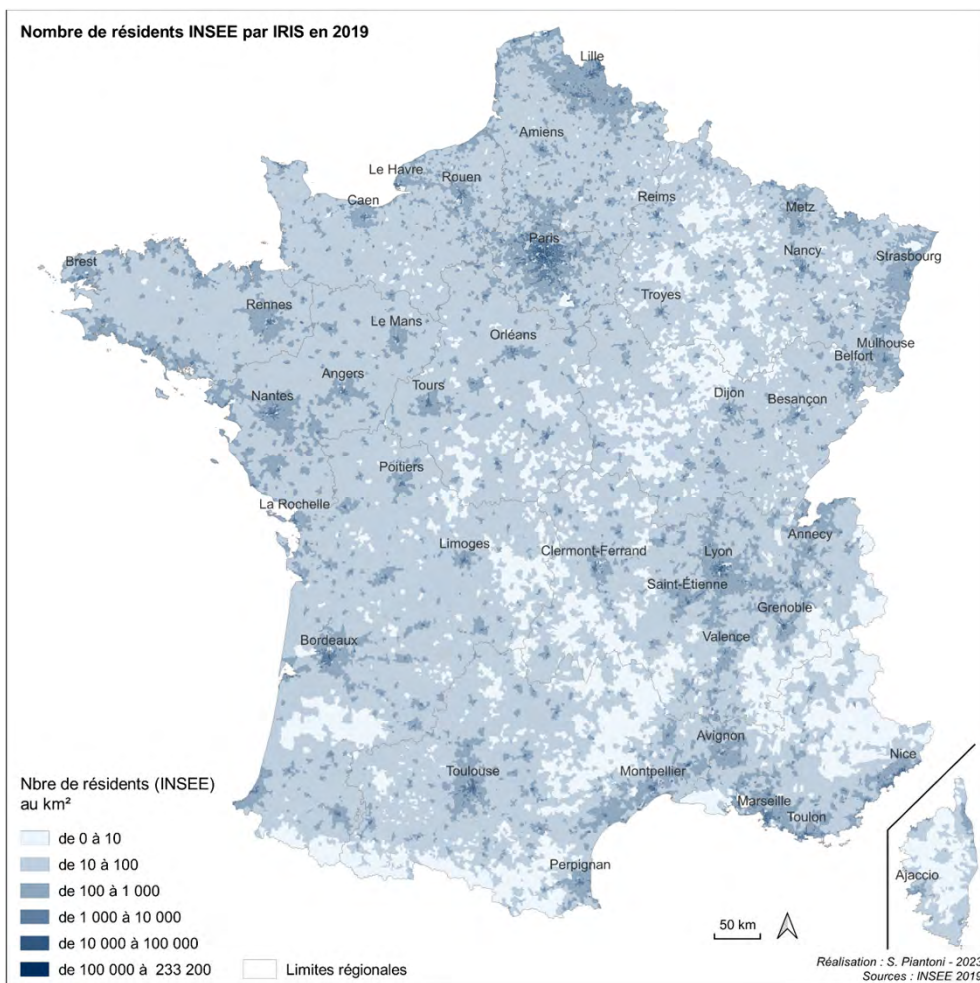 Nombre de résidents INSEE par IRIS en 2019
Lille
Amiens
Le Havre
Rouen
Reims
Caen
Metz
Paris
Nancy
Strasbourg
Brest
Troyes
Rennes
Le Mans
Orléans
Mulhouse
Belfort
Angers
Tours
Dijon
Besançon
Nantes
Poitiers
La Rochelle
Annecy
Limoges
Clermont-Ferrand
Lyon
Saint-Étienne
Grenoble
Bordeaux
Valence
Avignon
Nice
Toulouse
Montpellier
Marseille
Toulon
Perpignan
Ajaccio
Nbre de résidents (INSEE)
au km²
de 0 à 10
de 10 à 100
de 100 à 1 000
de 1 000 à 10 000
de 10 000 à 100 000
de 100 000 à 233 200
Limites régionales
50 km
Réalisation : S. Piantoni - 2023
Sources : INSEE 2019